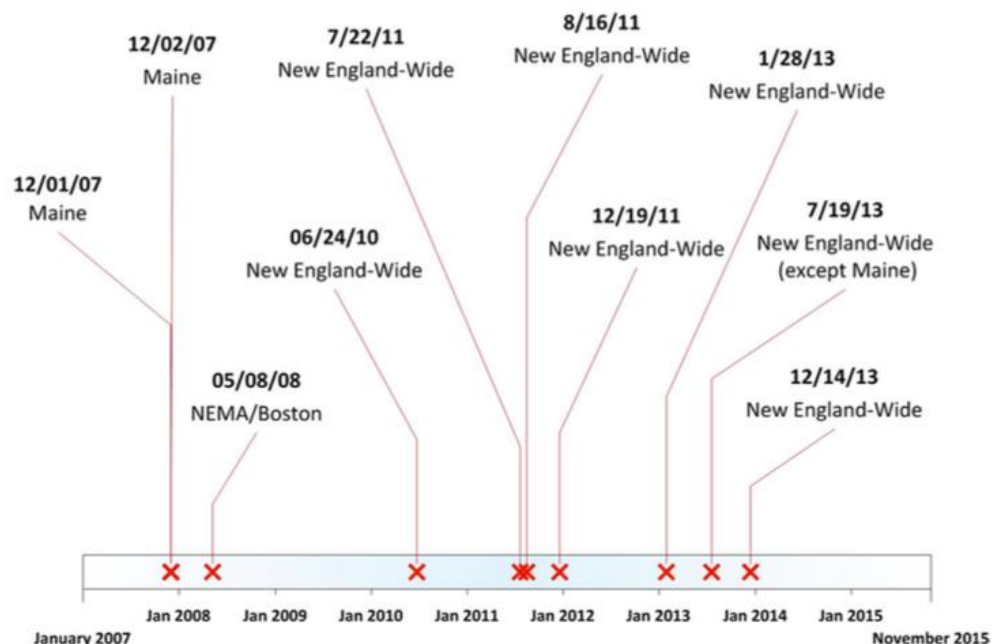 12/02/07
Maine
7/22/11
New England-Wide
8/16/11
New England-Wide
1/28/13
New England-Wide
12/01/07
Maine
06/24/10
New England-Wide
12/19/11
New England-Wide
7/19/13
New England-Wide
(except Maine)
05/08/08
NEMA/Boston
12/14/13
New England-Wide
Jan 2008
Jan 2009
Jan 2010
Jan 2011
Jan 2012
Jan 2013
Jan 2014
Jan 2015
January 2007
November 2015